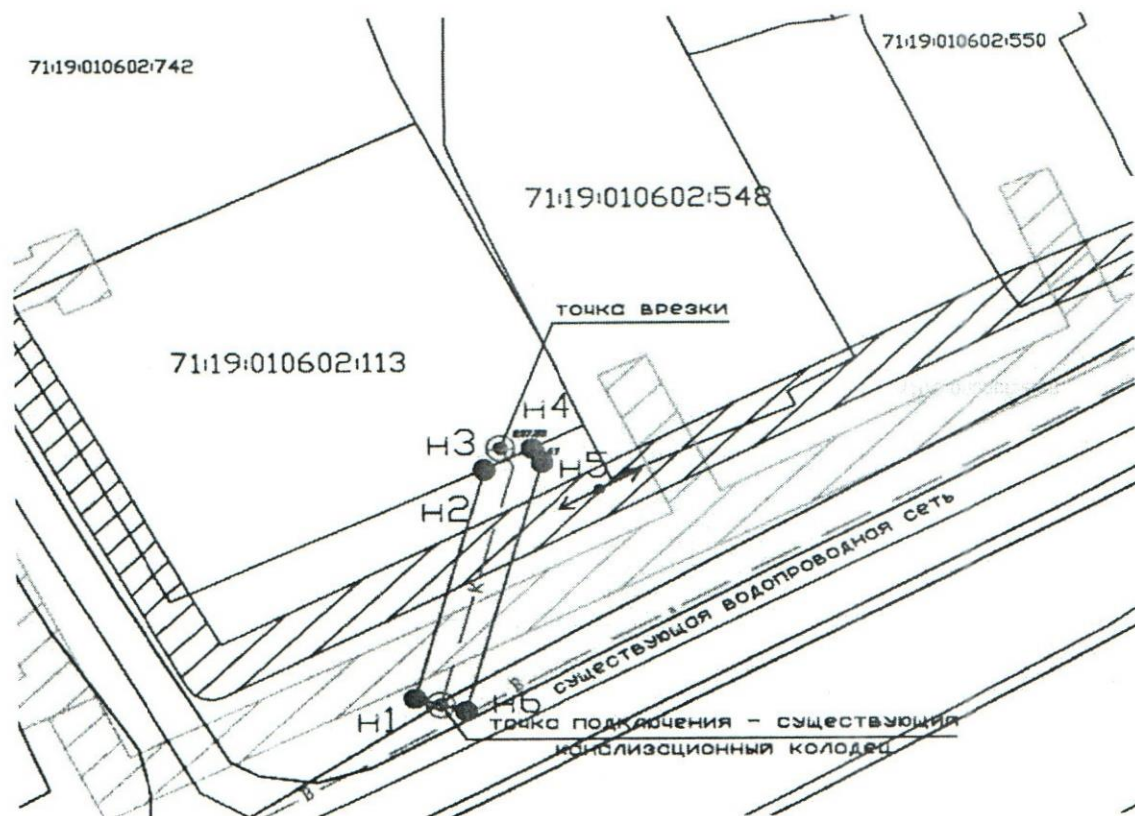 71:19:010602:742
71:19:010602:550
71:19:010602:548
точка врезки
71:19:010602:113
н4
н3
н5
н2
К
существующая водопроводная сеть
В
н1
н6
точка подключения - существующий
канализационный колодец
В